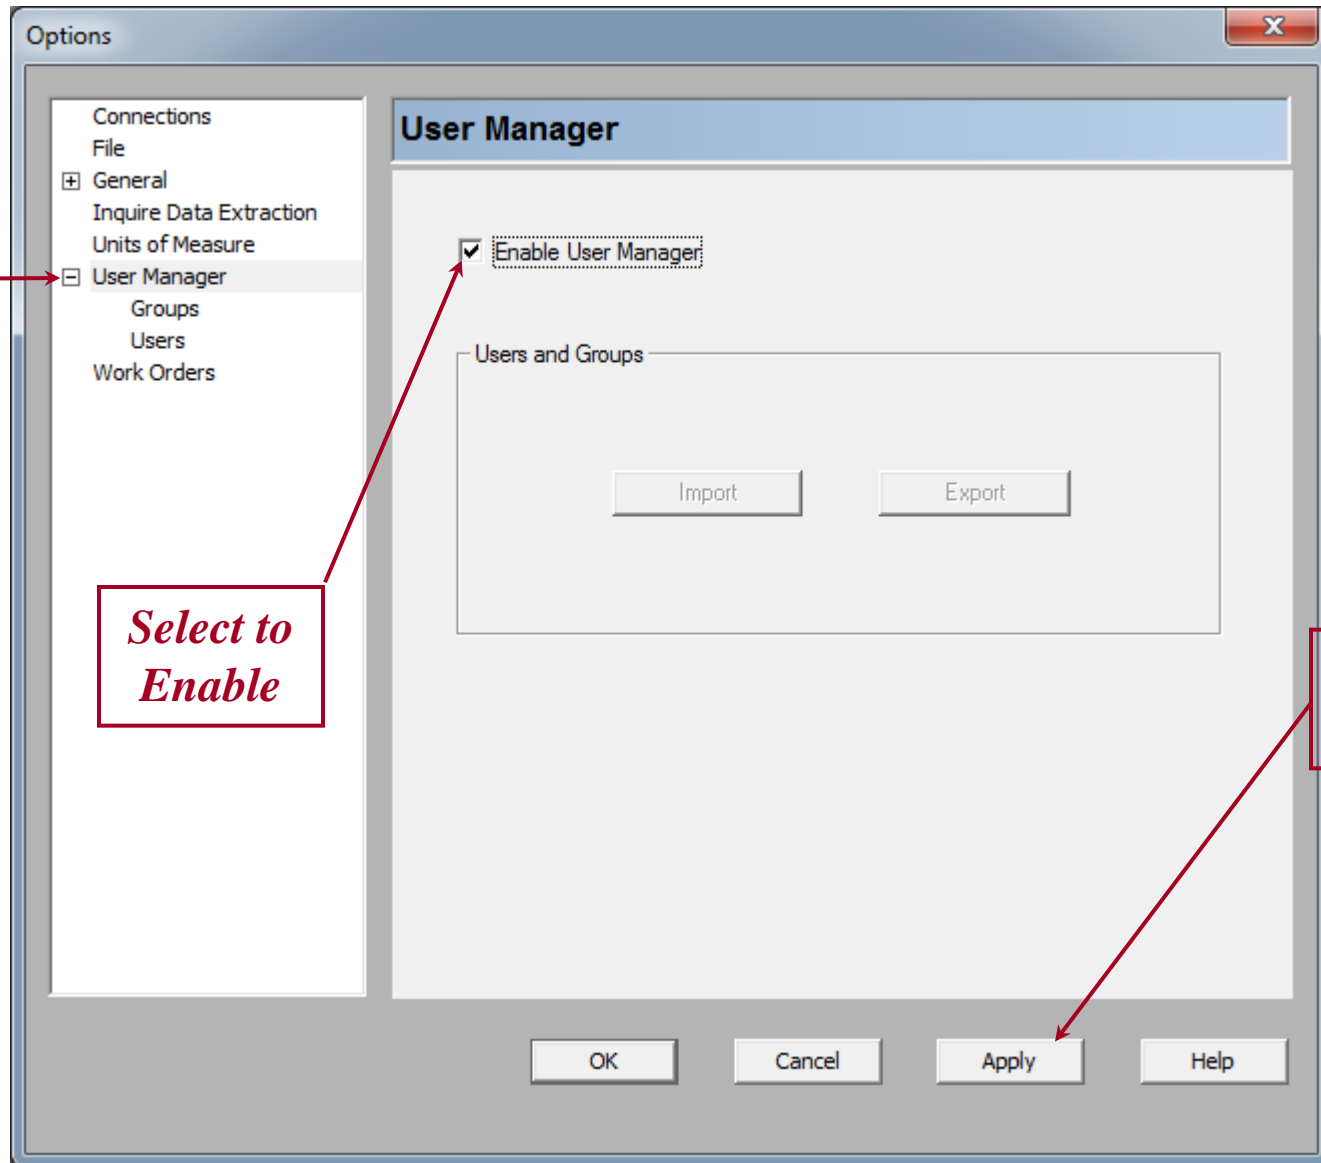 Options
Connections
File
General
Inquire Data Extraction
Units of Measure
User Manager
Groups
Users
Work Orders
User Manager
Enable User Manager
Users and Groups
Import
Export
Select to
Enable
OK
Cancel
Apply
Help